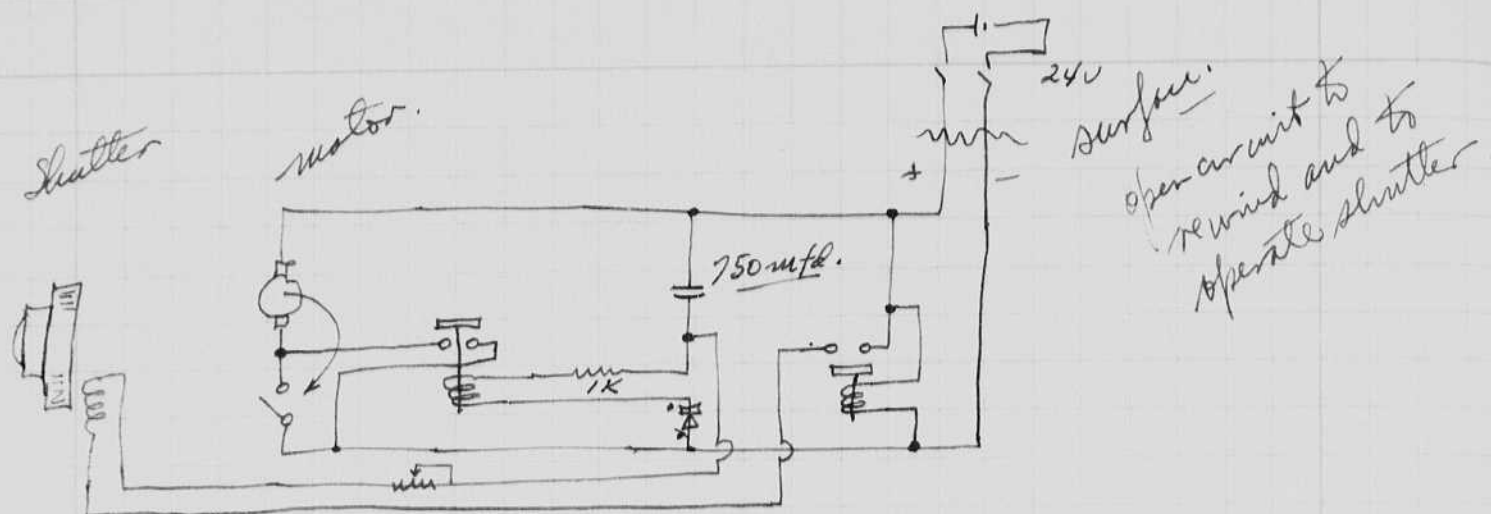 24V
surface.
open circuit to
rewind and to
operate shutter
+ -
Shutter
motor.
750 mfd.
1K